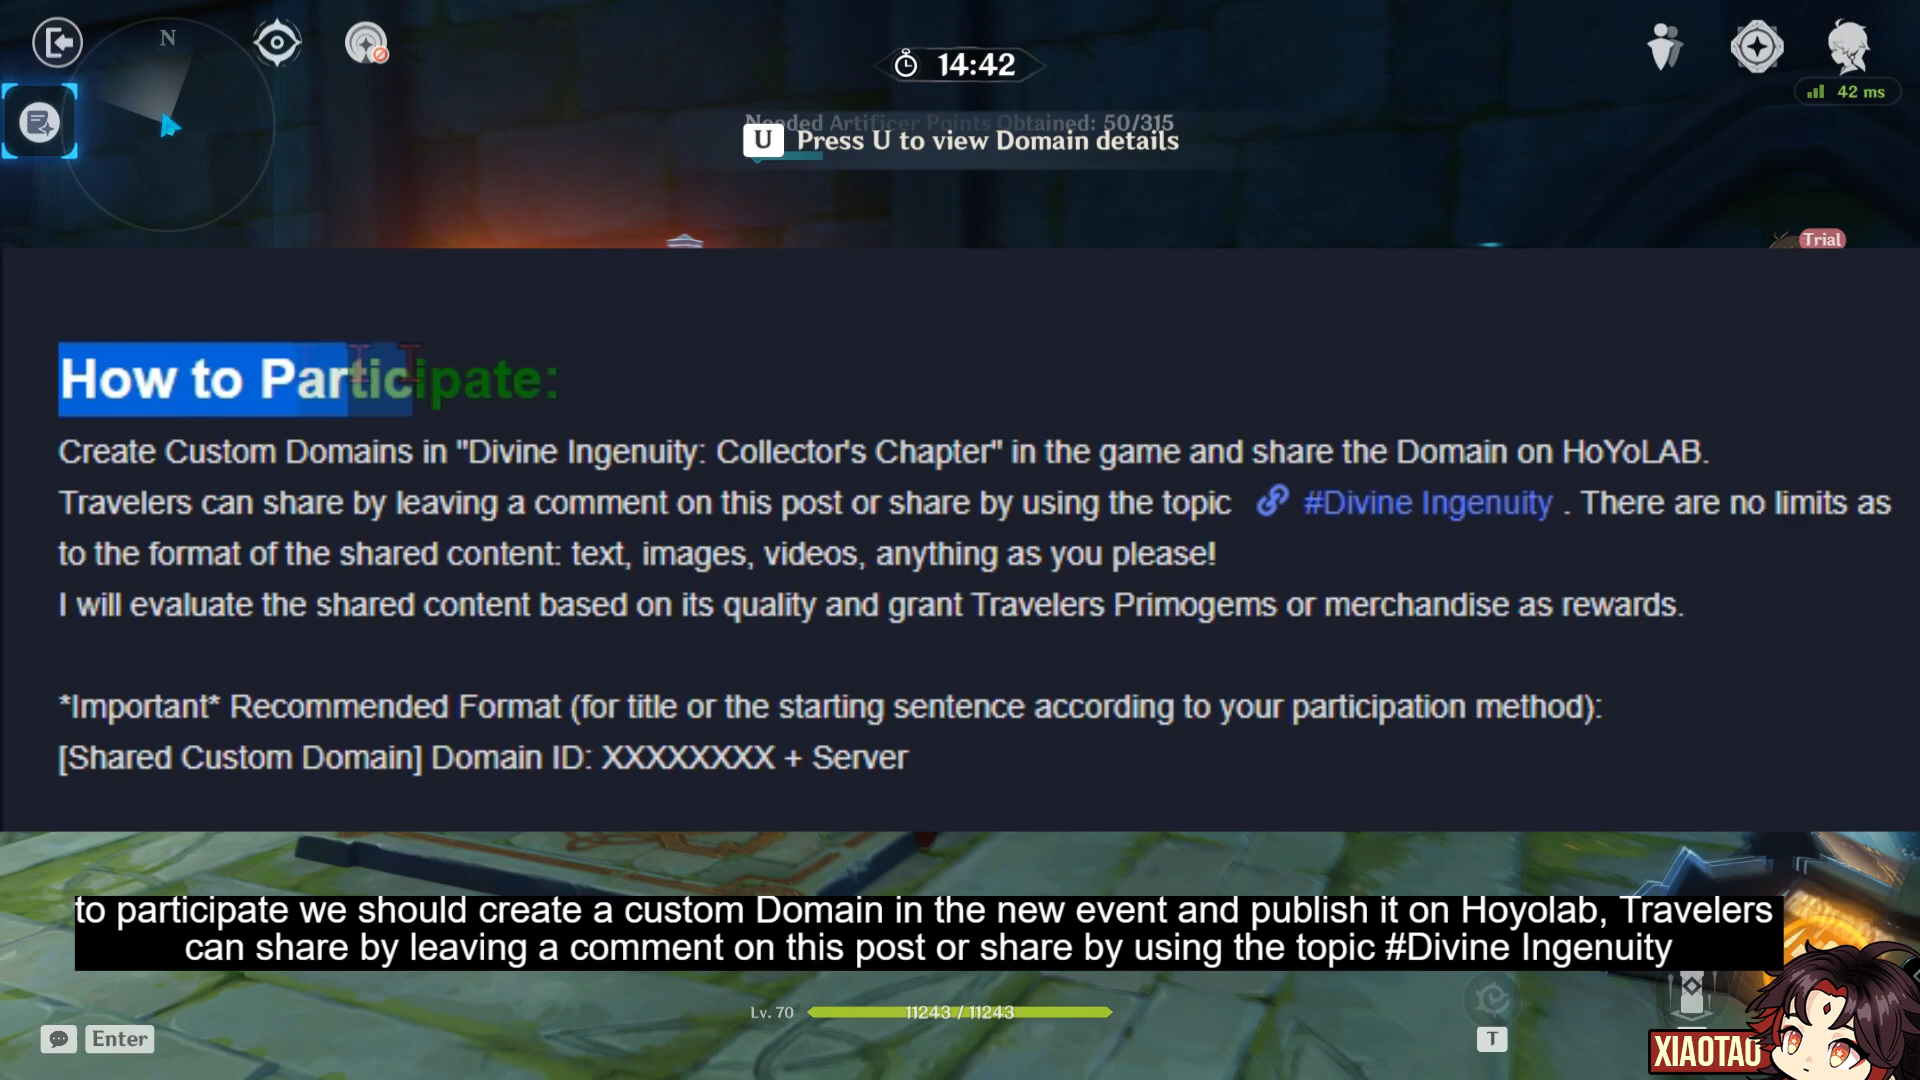 N
14:42
42 ms
Needed Artificer Points Obtained: 50/315
U Press U to view Domain details
Trial
How to Participate:
Create Custom Domains in "Divine Ingenuity: Collector's Chapter" in the game and share the Domain on HoYoLAB.
Travelers can share by leaving a comment on this post or share by using the topic #Divine Ingenuity . There are no limits as
to the format of the shared content: text, images, videos, anything as you please!
I will evaluate the shared content based on its quality and grant Travelers Primogems or merchandise as rewards.
*Important* Recommended Format (for title or the starting sentence according to your participation method):
[Shared Custom Domain] Domain ID: XXXXXXXX + Server
to participate we should create a custom Domain in the new event and publish it on Hoyolab, Travelers
can share by leaving a comment on this post or share by using the topic #Divine Ingenuity
Lv. 70 11243 / 11243
Enter
T
XIAOTAO